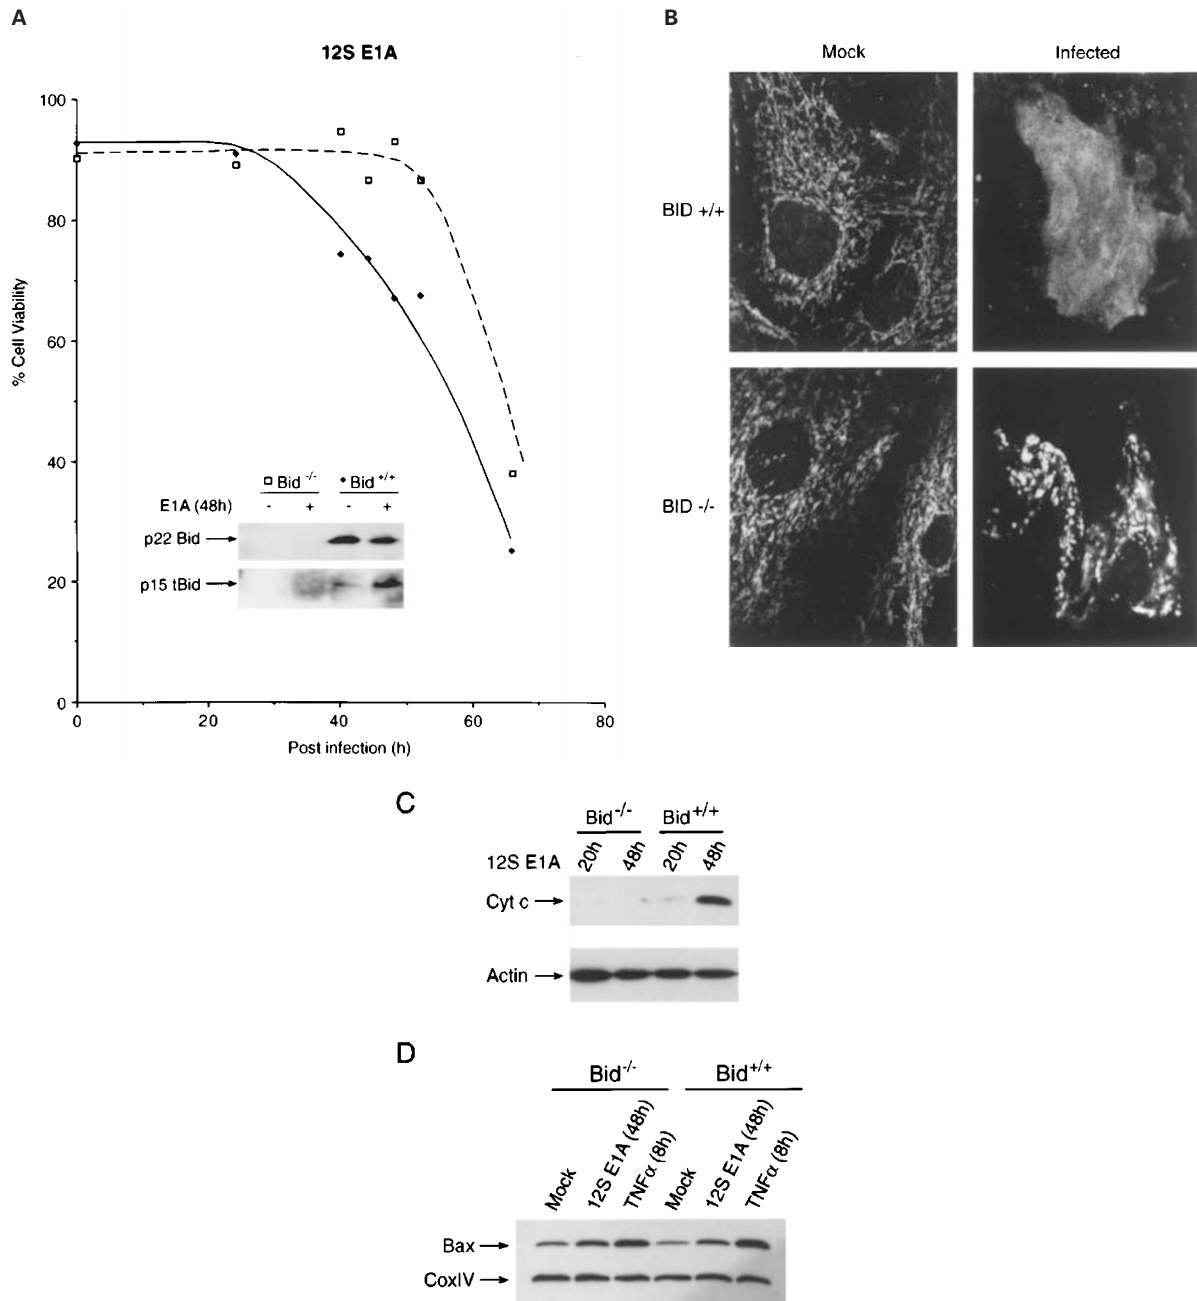 A
12S E1A
% Cell Viability
100
80
60
40
20
0
0 20 40 60 80
Post infection (h)
Bid -/- Bid +/+
E1A (48h) - + - +
p22 Bid
p15 tBid
B
Mock Infected
BID +/+
BID -/-
C
Bid -/- Bid +/+
12S E1A 20h 48h 20h 48h
Cyt c
Actin
D
Bid -/- Bid +/+
Mock 12S E1A (48h) TNFα (8h) Mock 12S E1A (48h) TNFα (8h)
Bax
CoxIV